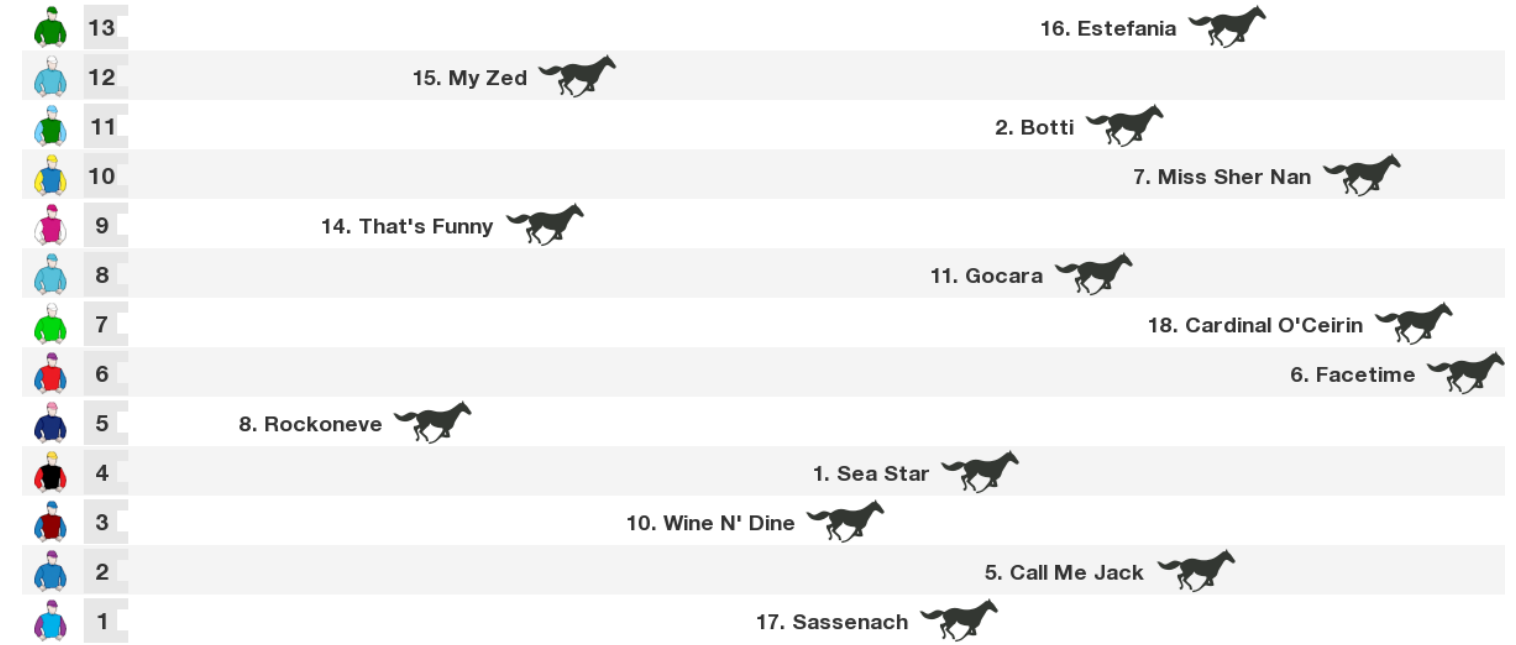 13 16. Estefania
12 15. My Zed
11 2. Botti
10 7. Miss Sher Nan
9 14. That's Funny
8 11. Gocara
7 18. Cardinal O'Ceirin
6 6. Facetime
5 8. Rockoneve
4 1. Sea Star
3 10. Wine N' Dine
2 5. Call Me Jack
1 17. Sassenach